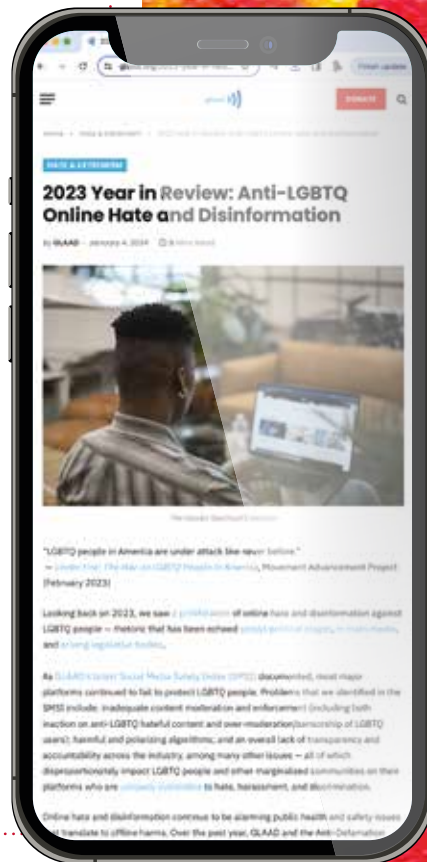 DONATE
HATE & EXTREMISM
2023 Year in Review: Anti-LGBTQ
Online Hate and Disinformation
By GLAAD - January 4, 2024
"LGBTQ people in America are under attack like never before."
— Under Fire: The War on LGBTQ People in America, Movement Advancement Project
(February 2023)
Looking back on 2023, we saw a proliferation of online hate and disinformation against
LGBTQ people — rhetoric that has been echoed
and among legislative bodies,
As GLAAD's latest Social Media Safety Index (SMSI) documented, most major
platforms continued to fail to protect LGBTQ people. Problems that we identified in the
SMSI include: inadequate content moderation and enforcement (including both
inaction on anti-LGBTQ hateful content and over-moderation/censorship of LGBTQ
users); harmful and polarizing algorithms; and an overall lack of transparency and
accountability across the industry, among many other issues — all of which
disproportionately impact LGBTQ people and other marginalized communities on their
platforms who are uniquely vulnerable to hate, harassment, and discrimination.
Online hate and disinformation continue to be alarming public health and safety issues
that translate to offline harms. Over the past year, GLAAD and the Anti-Defamation